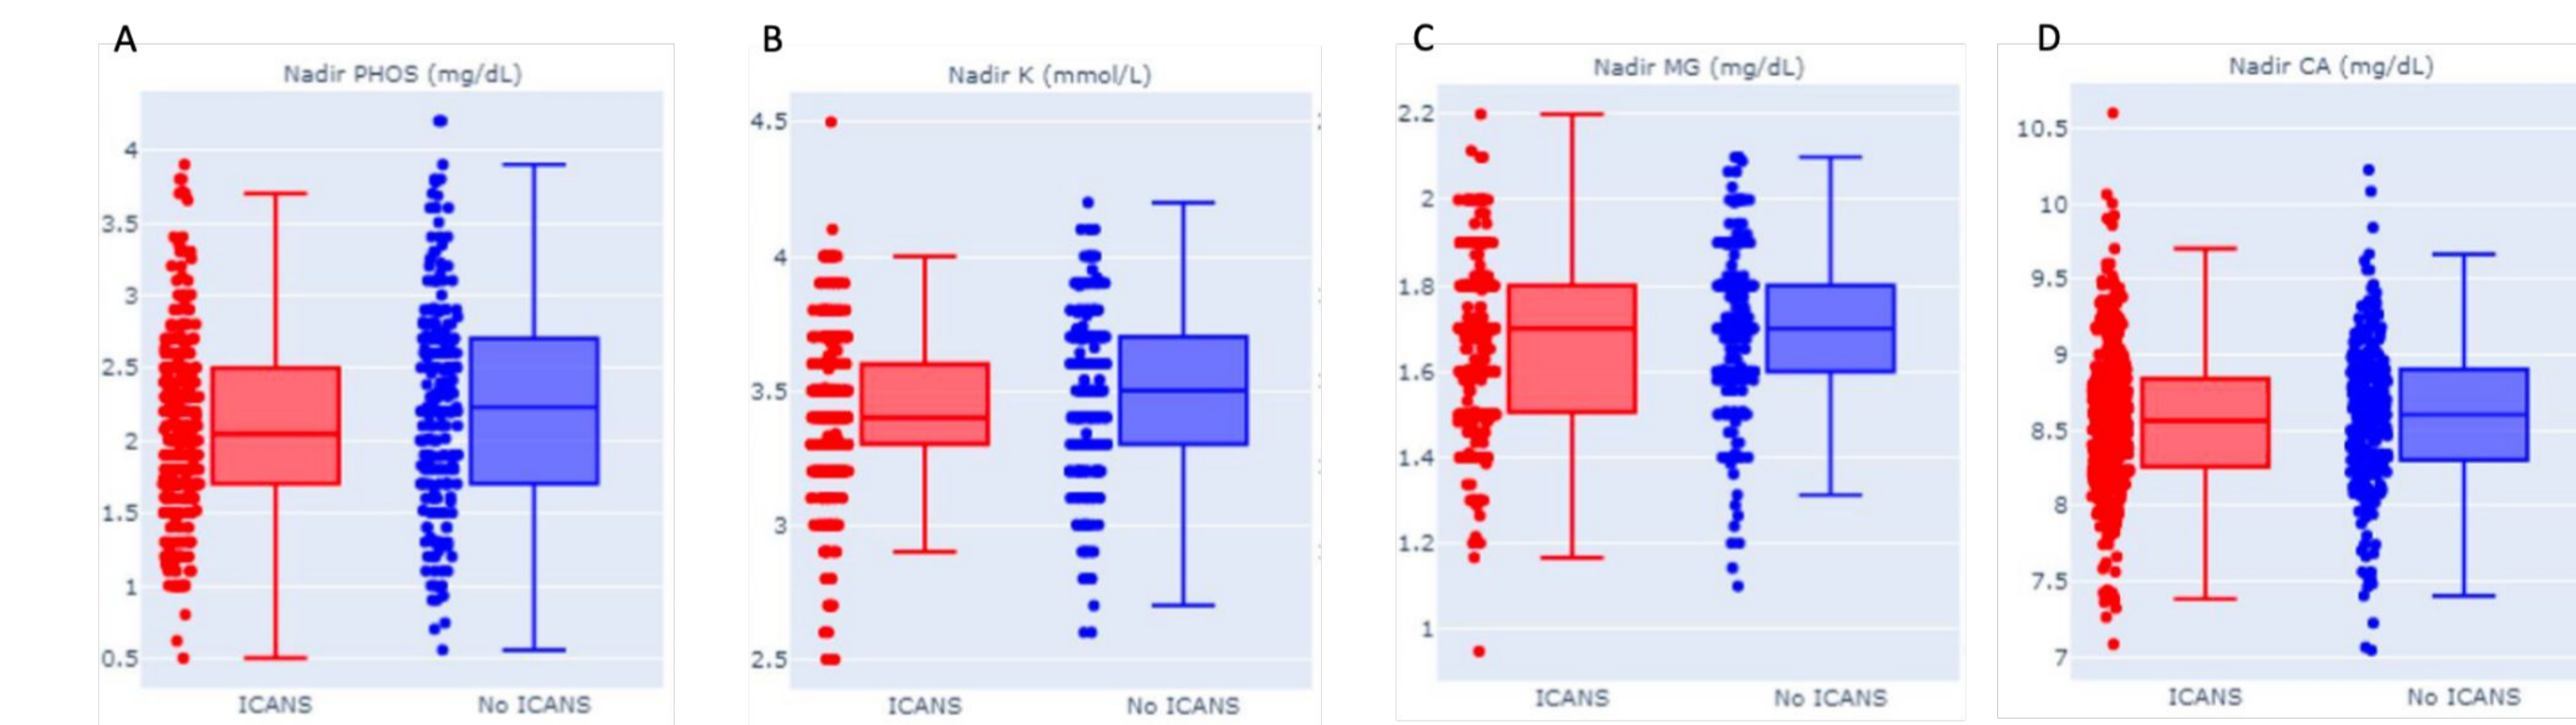 A
Nadir PHOS (mg/dL)
4
3.5
3
2.5
2
1.5
1
0.5
ICANS No ICANS
B
Nadir K (mmol/L)
4.5
4
3.5
3
2.5
ICANS No ICANS
C
Nadir MG (mg/dL)
2.2
2
1.8
1.6
1.4
1.2
1
ICANS No ICANS
D
Nadir CA (mg/dL)
10.5
10
9.5
9
8.5
8
7.5
7
ICANS No ICANS